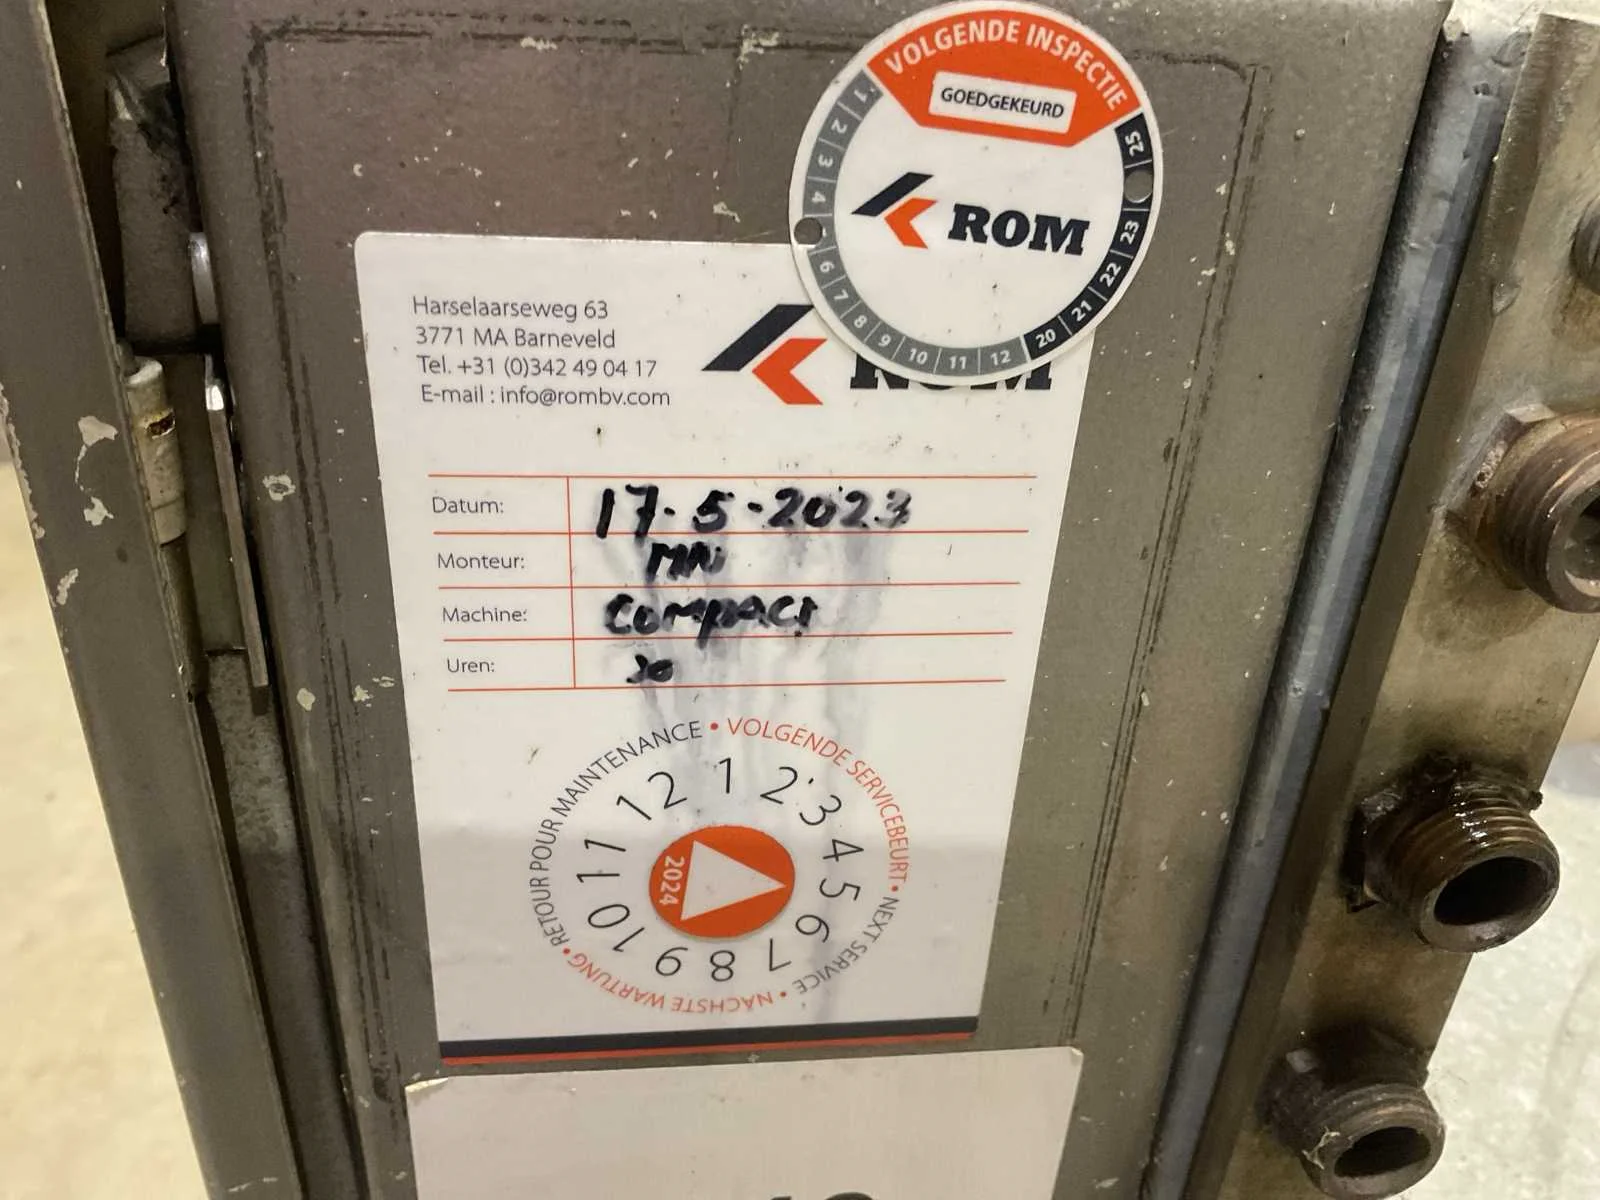 VOLGENDE INSPECTIE
GOEDGEKEURD
1 2 3 4 6 7 8 9 10 11 12 20 21 22 23 25
ROM
Harselaarseweg 63
3771 MA Barneveld
Tel. +31 (0)342 49 04 17
E-mail : info@rombv.com
ROM
Datum: 17-5-2023
Monteur:
Machine: Compact
Uren:
RETOUR POUR MAINTENANCE • VOLGENDE SERVICEBEURT • NEXT SERVICE • NÄCHSTE WARTUNG •
12 1 2 3 4 5 6 7 8 9 10 11
2024